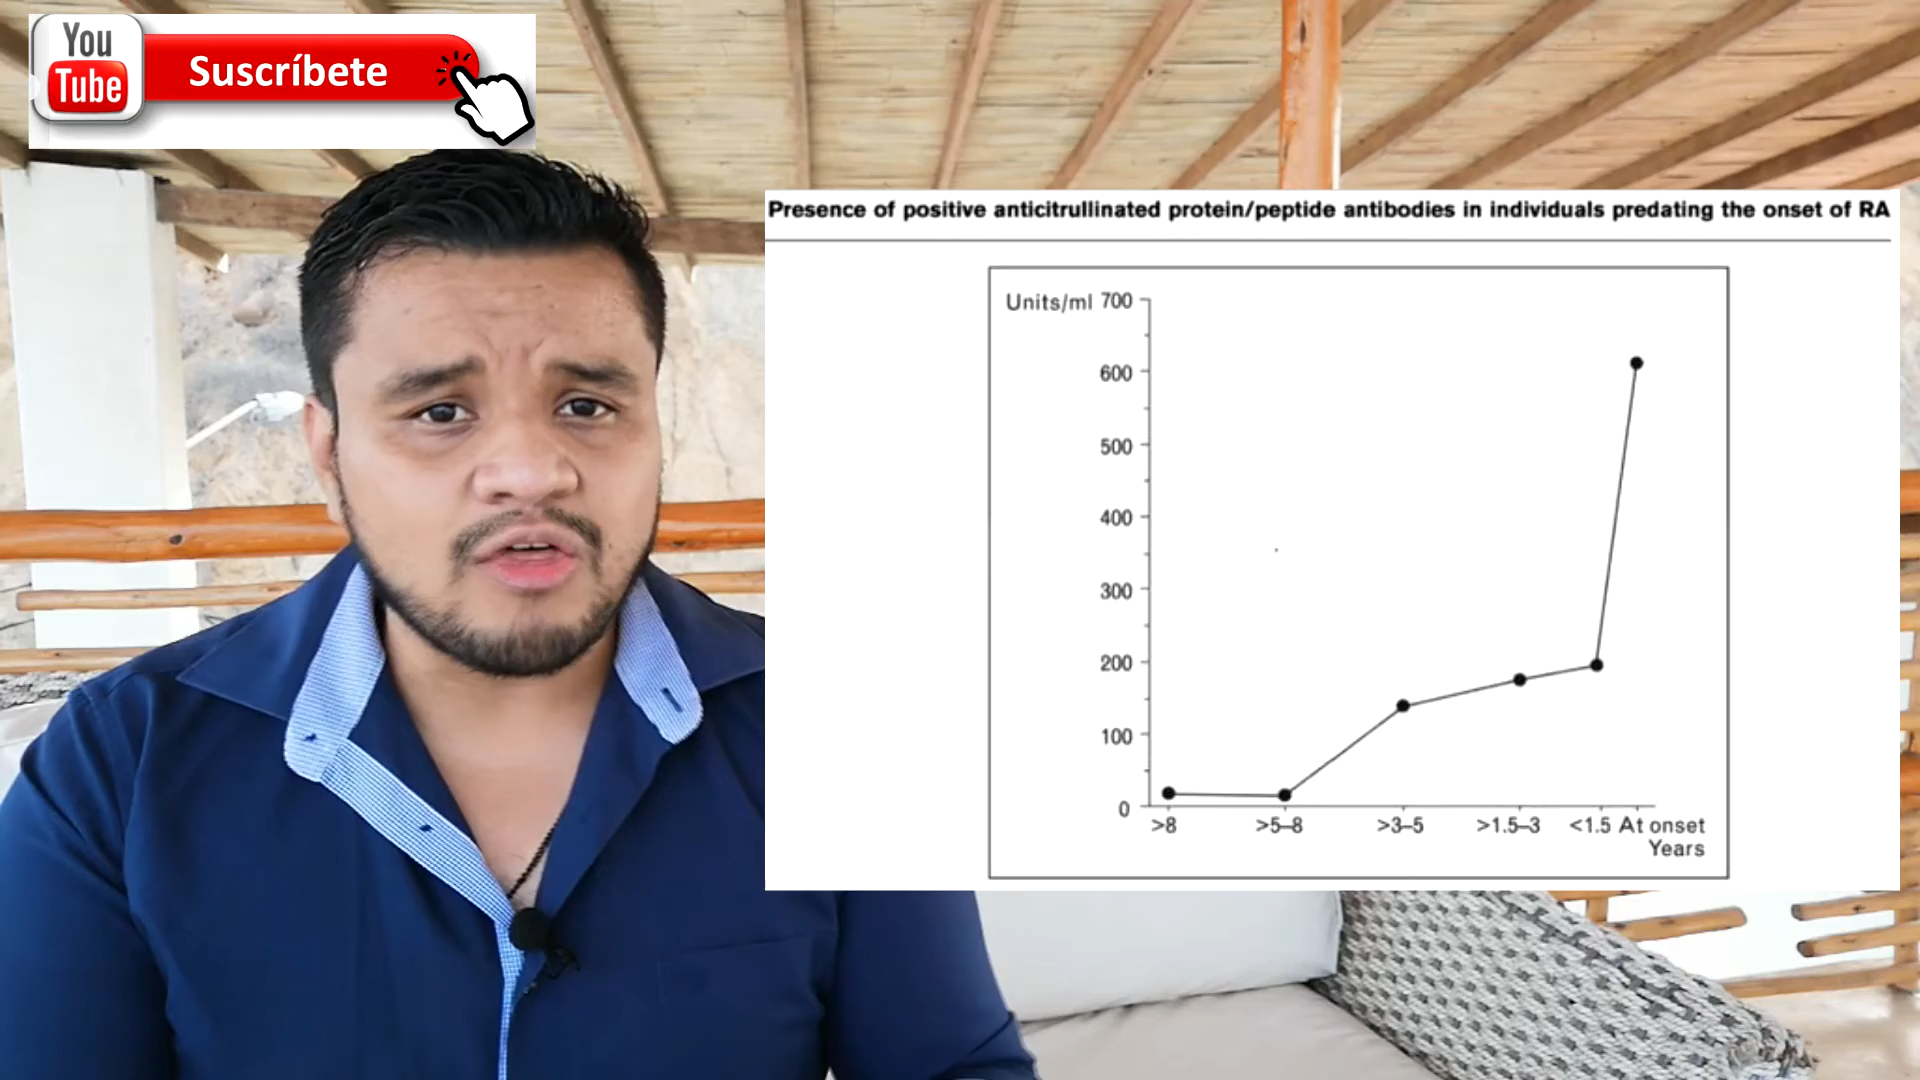 You
Tube
Suscríbete
Presence of positive anticitrullinated protein/peptide antibodies in individuals predating the onset of RA
Units/ml 700
600
500
400
300
200
100
0
>8 >5–8 >3–5 >1.5–3 <1.5 At onset
Years